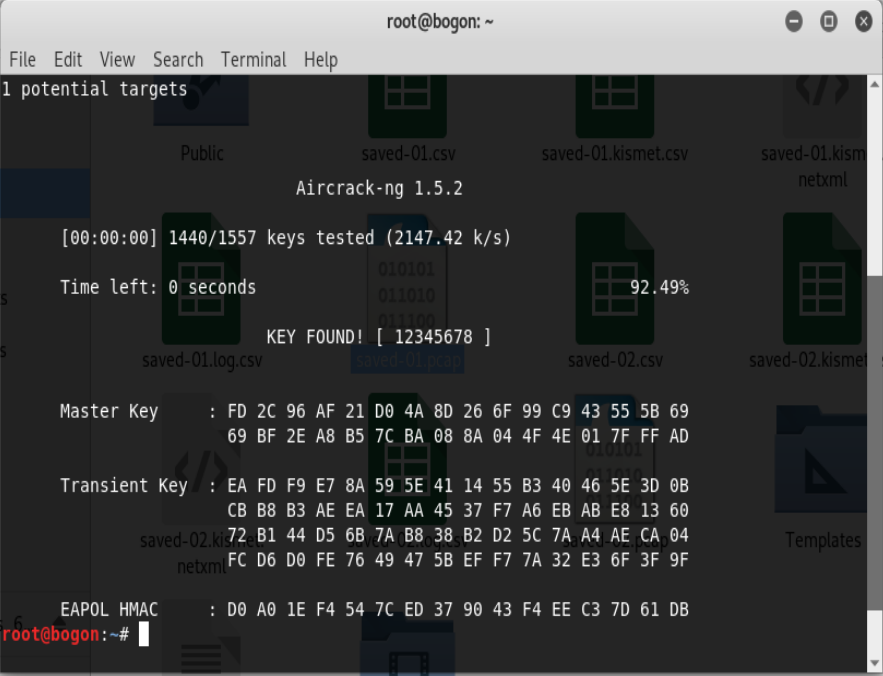 root@bogon: ~
File Edit View Search Terminal Help
1 potential targets
Public
saved-01.csv
saved-01.kismet.csv
saved-01.kism
netxml
Aircrack-ng 1.5.2
[00:00:00] 1440/1557 keys tested (2147.42 k/s)
Time left: 0 seconds 92.49%
KEY FOUND! [ 12345678 ]
saved-01.log.csv
saved-01.pcap
saved-02.csv
saved-02.kismet
Master Key : FD 2C 96 AF 21 D0 4A 8D 26 6F 99 C9 43 55 5B 69
69 BF 2E A8 B5 7C BA 08 8A 04 4F 4E 01 7F FF AD
Transient Key : EA FD F9 E7 8A 59 5E 41 14 55 B3 40 46 5E 3D 0B
CB B8 B3 AE EA 17 AA 45 37 F7 A6 EB AB E8 13 60
72 B1 44 D5 6B 7A B8 38 B2 D2 5C 7A A4 AE CA 04
FC D6 D0 FE 76 49 47 5B EF F7 7A 32 E3 6F 3F 9F
saved-02.kismet.
netxml
saved-02.log.csv
saved-02.pcap
Templates
EAPOL HMAC : D0 A0 1E F4 54 7C ED 37 90 43 F4 EE C3 7D 61 DB
root@bogon:~#